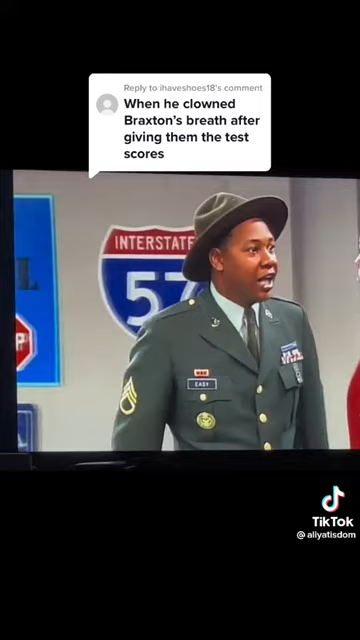 Reply to ihaveshoes18's comment
When he clowned
Braxton's breath after
giving them the test
scores
INTERSTATE
57
P
EASY
TikTok
@ aliyatisdom